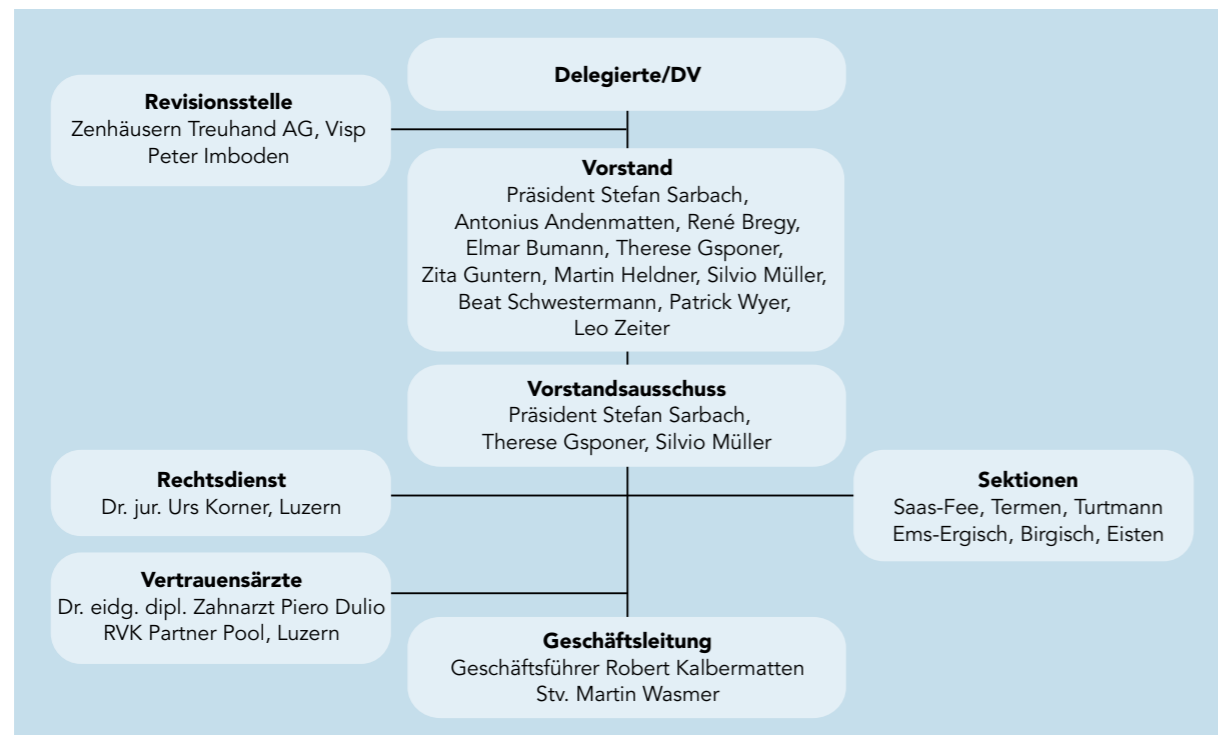 Delegierte/DV
Revisionsstelle
Zenhäusern Treuhand AG, Visp
Peter Imboden
Vorstand
Präsident Stefan Sarbach,
Antonius Andenmatten, René Bregy,
Elmar Bumann, Therese Gsponer,
Zita Guntern, Martin Heldner, Silvio Müller,
Beat Schwestermann, Patrick Wyer,
Leo Zeiter
Vorstandsausschuss
Präsident Stefan Sarbach,
Therese Gsponer, Silvio Müller
Rechtsdienst
Dr. jur. Urs Korner, Luzern
Sektionen
Saas-Fee, Termen, Turtmann
Ems-Ergisch, Birgisch, Eisten
Vertrauensärzte
Dr. eidg. dipl. Zahnarzt Piero Dulio
RVK Partner Pool, Luzern
Geschäftsleitung
Geschäftsführer Robert Kalbermatten
Stv. Martin Wasmer